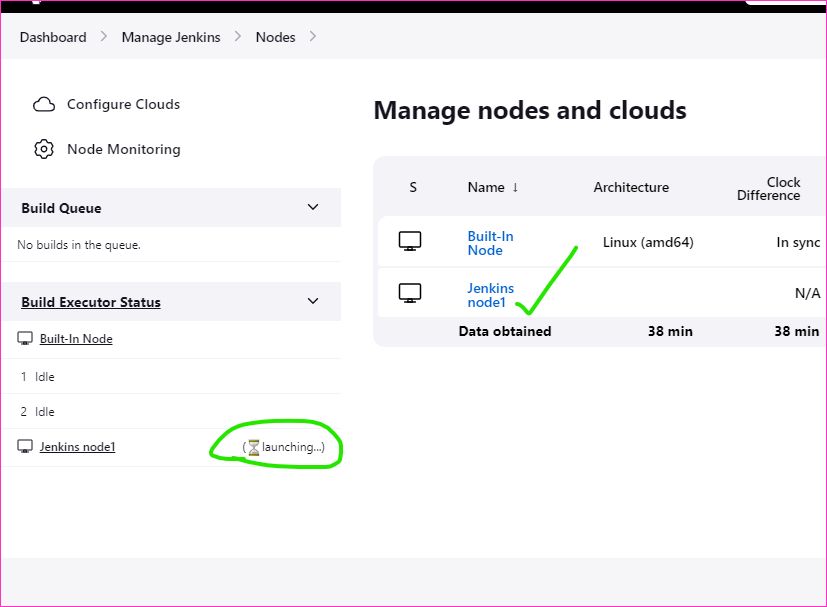 Dashboard > Manage Jenkins > Nodes >
Configure Clouds
Node Monitoring
Build Queue
No builds in the queue.
Build Executor Status
Built-In Node
1 Idle
2 Idle
Jenkins node1 (⏳launching...)
Manage nodes and clouds
S Name ↓ Architecture Clock
Difference
Built-In
Node Linux (amd64) In sync
Jenkins
node1 N/A
Data obtained 38 min 38 min